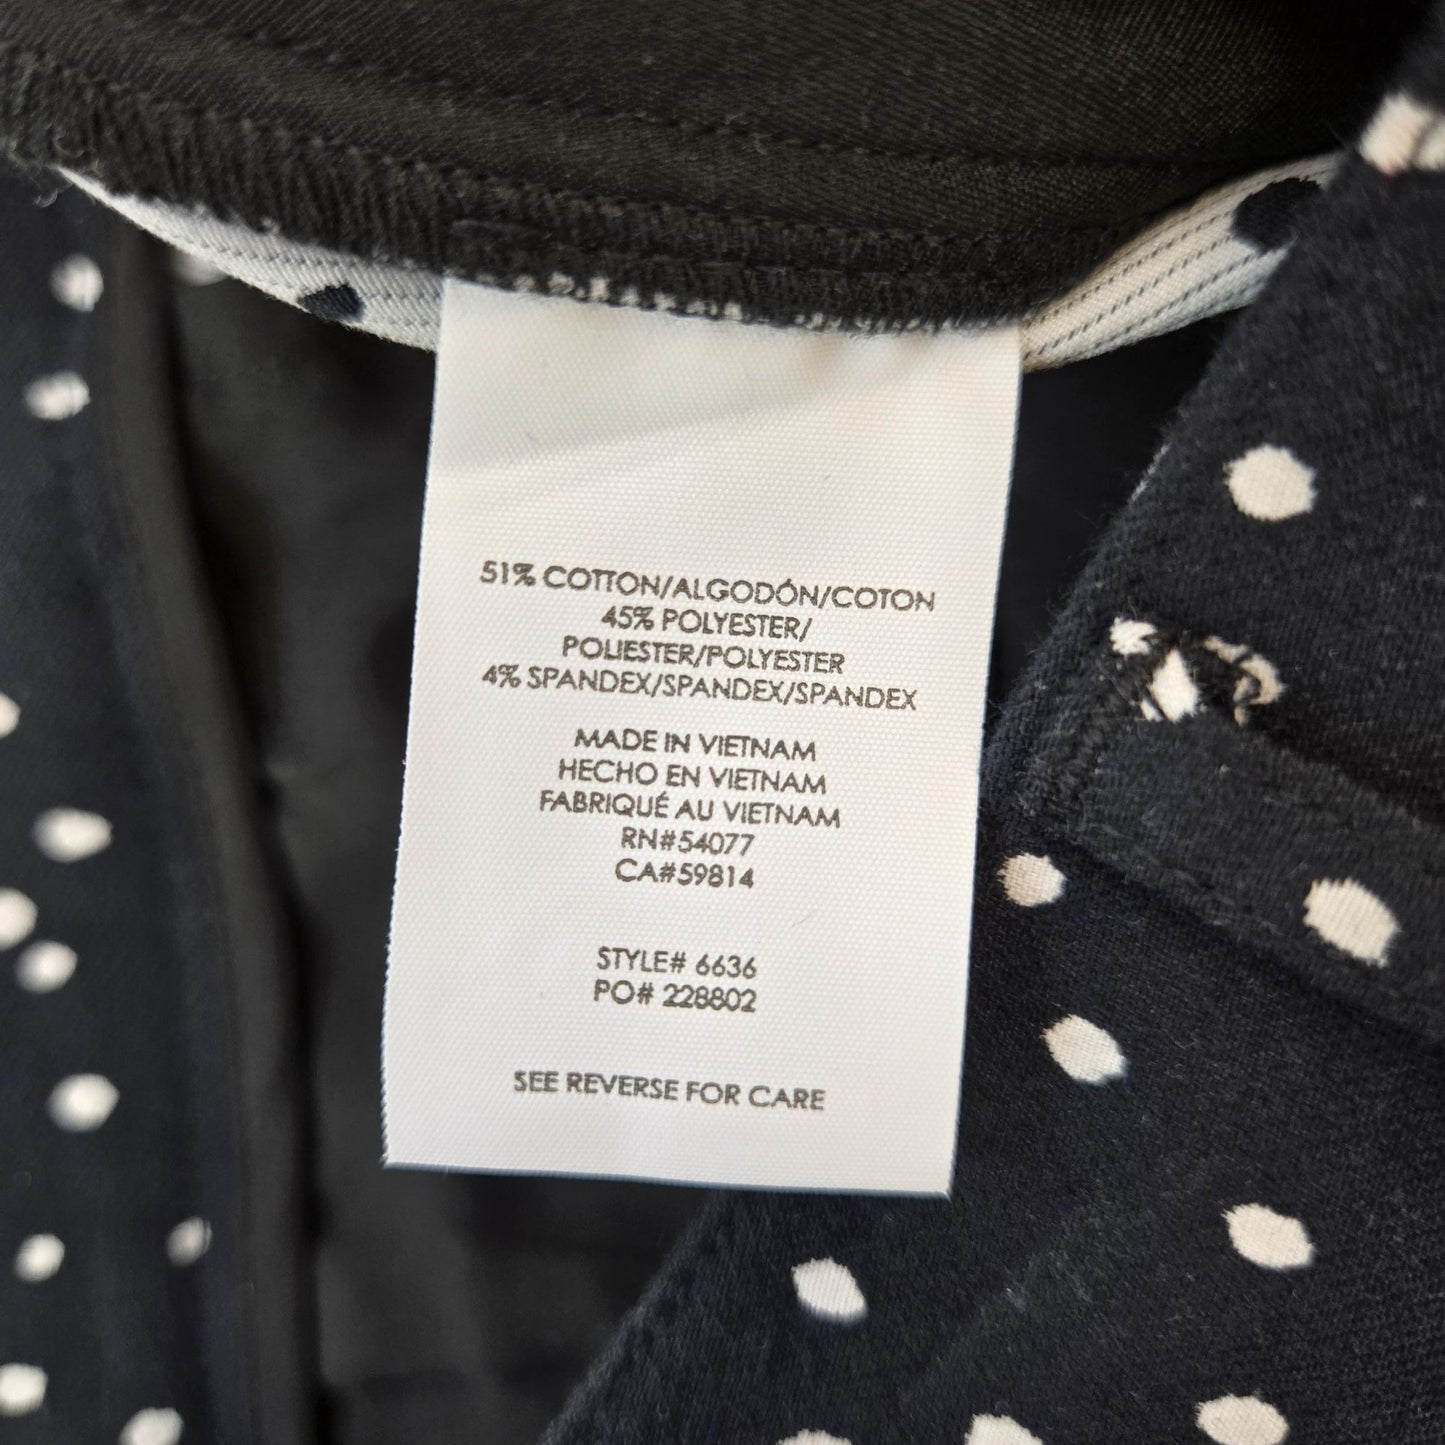 51% COTTON/ALGODÓN/COTON
45% POLYESTER/
POLIESTER/POLYESTER
4% SPANDEX/SPANDEX/SPANDEX
MADE IN VIETNAM
HECHO EN VIETNAM
FABRIQUÉ AU VIETNAM
RN#54077
CA#59814
STYLE# 6636
PO# 228802
SEE REVERSE FOR CARE